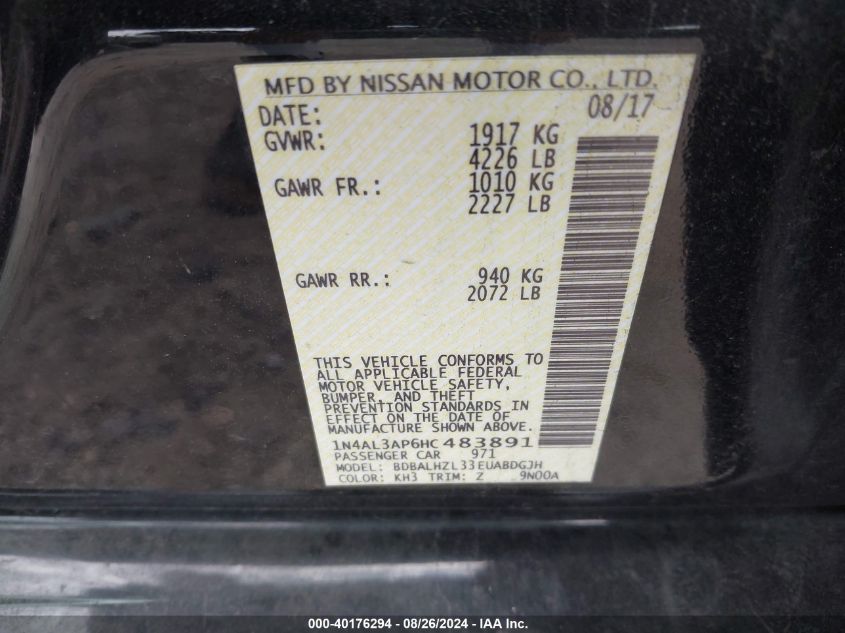 MFD BY NISSAN MOTOR CO., LTD.
DATE: 08/17
GVWR: 1917 KG
4226 LB
GAWR FR.: 1010 KG
2227 LB
GAWR RR.: 940 KG
2072 LB
THIS VEHICLE CONFORMS TO
ALL APPLICABLE FEDERAL
MOTOR VEHICLE SAFETY,
BUMPER, AND THEFT
PREVENTION STANDARDS IN
EFFECT ON THE DATE OF
MANUFACTURE SHOWN ABOVE.
1N4AL3AP6HC483891
PASSENGER CAR 971
MODEL: BDBALHZL33EUABDGJH
COLOR: KH3 TRIM: Z 9N00A
000-40176294 - 08/26/2024 - IAA Inc.